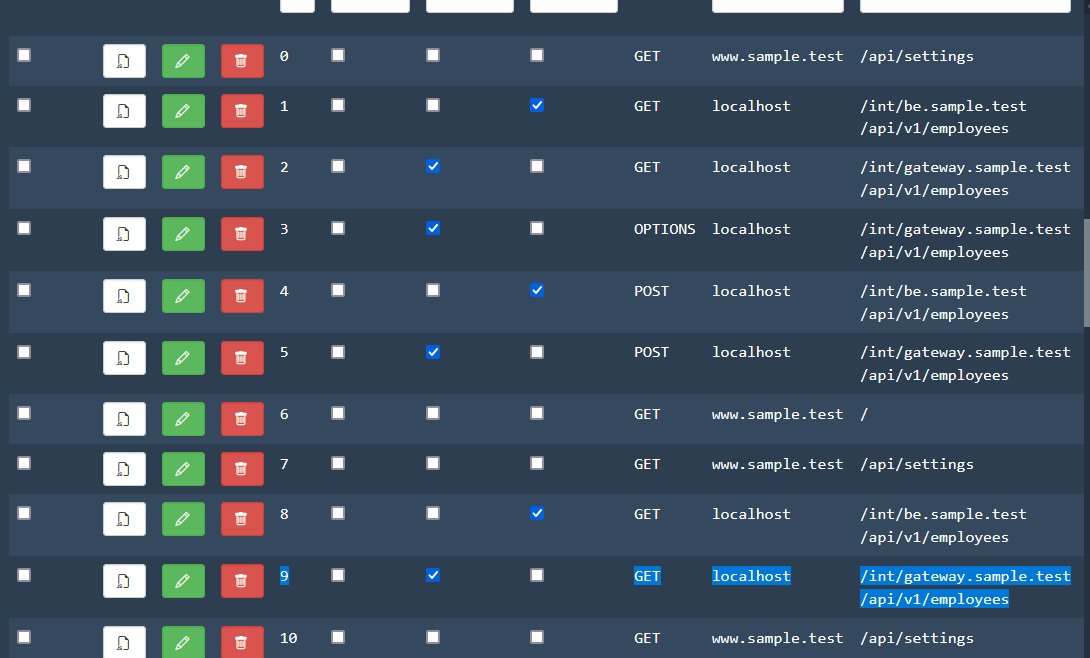 0 GET www.sample.test /api/settings
1 GET localhost /int/be.sample.test
/api/v1/employees
2 GET localhost /int/gateway.sample.test
/api/v1/employees
3 OPTIONS localhost /int/gateway.sample.test
/api/v1/employees
4 POST localhost /int/be.sample.test
/api/v1/employees
5 POST localhost /int/gateway.sample.test
/api/v1/employees
6 GET www.sample.test /
7 GET www.sample.test /api/settings
8 GET localhost /int/be.sample.test
/api/v1/employees
9 GET localhost /int/gateway.sample.test
/api/v1/employees
10 GET www.sample.test /api/settings